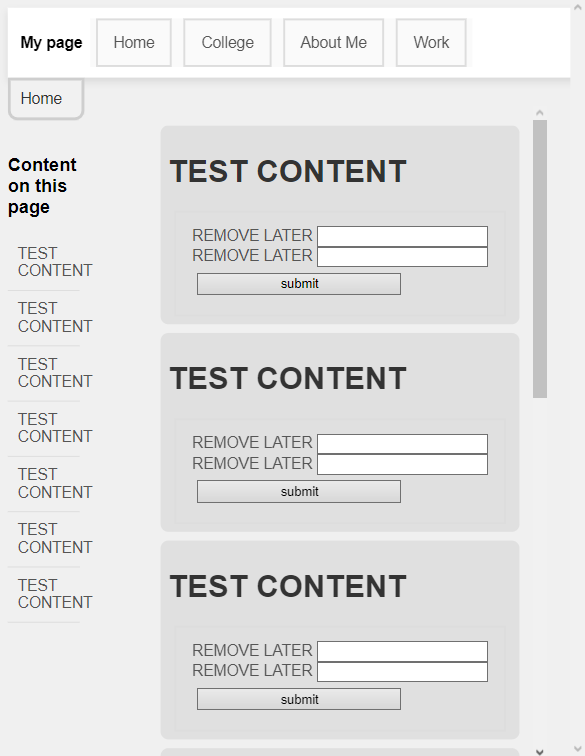 My page Home College About Me Work
Home
Content
on this
page
TEST
CONTENT
TEST
CONTENT
TEST
CONTENT
TEST
CONTENT
TEST
CONTENT
TEST
CONTENT
TEST
CONTENT
TEST CONTENT
REMOVE LATER
REMOVE LATER
submit
TEST CONTENT
REMOVE LATER
REMOVE LATER
submit
TEST CONTENT
REMOVE LATER
REMOVE LATER
submit